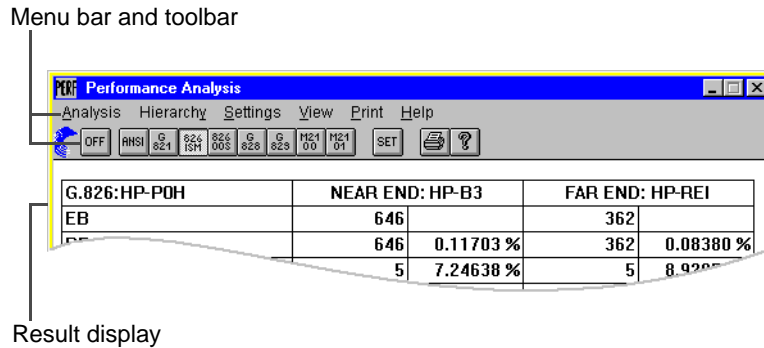 Menu bar and toolbar
PERF Performance Analysis
Analysis Hierarchy Settings View Print Help
OFF ANSI G 821 826 ISM 826 OOS G 828 G 829 M21 00 M21 01 SET ?
G.826:HP-POH NEAR END: HP-B3 FAR END: HP-REI
EB 646 362
646 0.11703 % 362 0.08380 %
5 7.24638 % 5
Result display